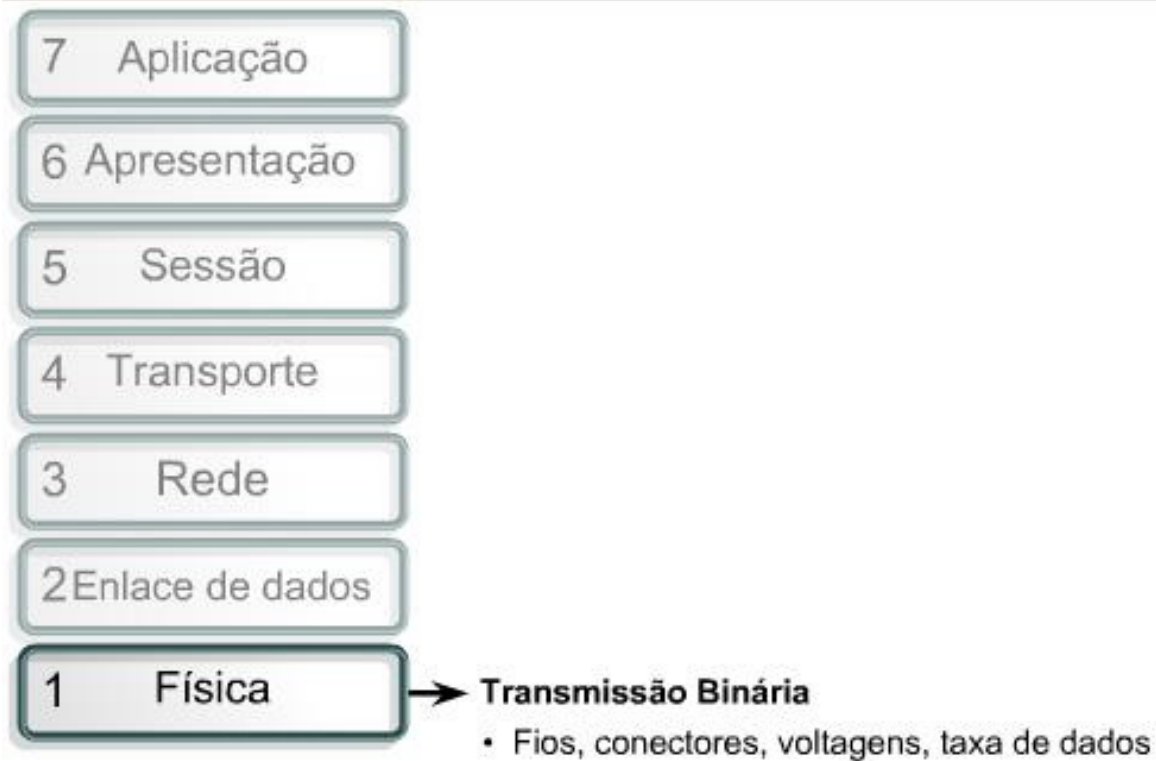 7 Aplicação
6 Apresentação
5 Sessão
4 Transporte
3 Rede
2 Enlace de dados
1 Física
Transmissão Binária
• Fios, conectores, voltagens, taxa de dados